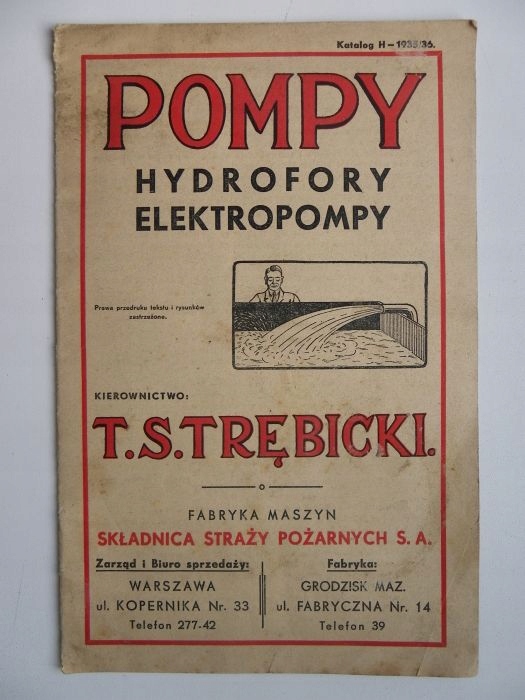 Katalog H — 1935/36.
POMPY
HYDROFORY
ELEKTROPOMPY
Prawa przedruku tekstu i rysunków
zastrzeżone.
KIEROWNICTWO:
T.S.TRĘBICKI.
FABRYKA MASZYN
SKŁADNICA STRAŻY POŻARNYCH S. A.
Zarząd i Biuro sprzedaży:
WARSZAWA
ul. KOPERNIKA Nr. 33
Telefon 277-42
Fabryka:
GRODZISK MAZ.
ul. FABRYCZNA Nr. 14
Telefon 39